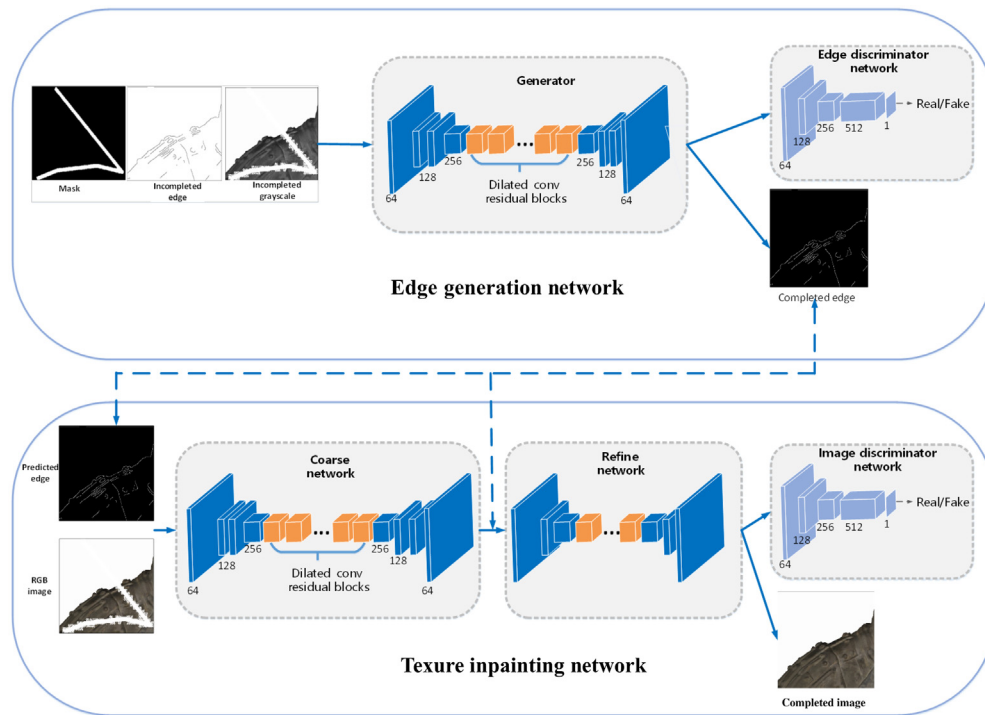 Generator
Edge discriminator
network
Real/Fake
64
128
256
512
1
64
128
256
256
128
64
Dilated conv
residual blocks
Mask
Incompleted
edge
Incompleted
grayscale
Edge generation network
Completed edge
Predicted
edge
RGB
image
Coarse
network
64
128
256
256
128
64
Dilated conv
residual blocks
Refine
network
Image discriminator
network
Real/Fake
64
128
256
512
1
Texure inpainting network
Completed image